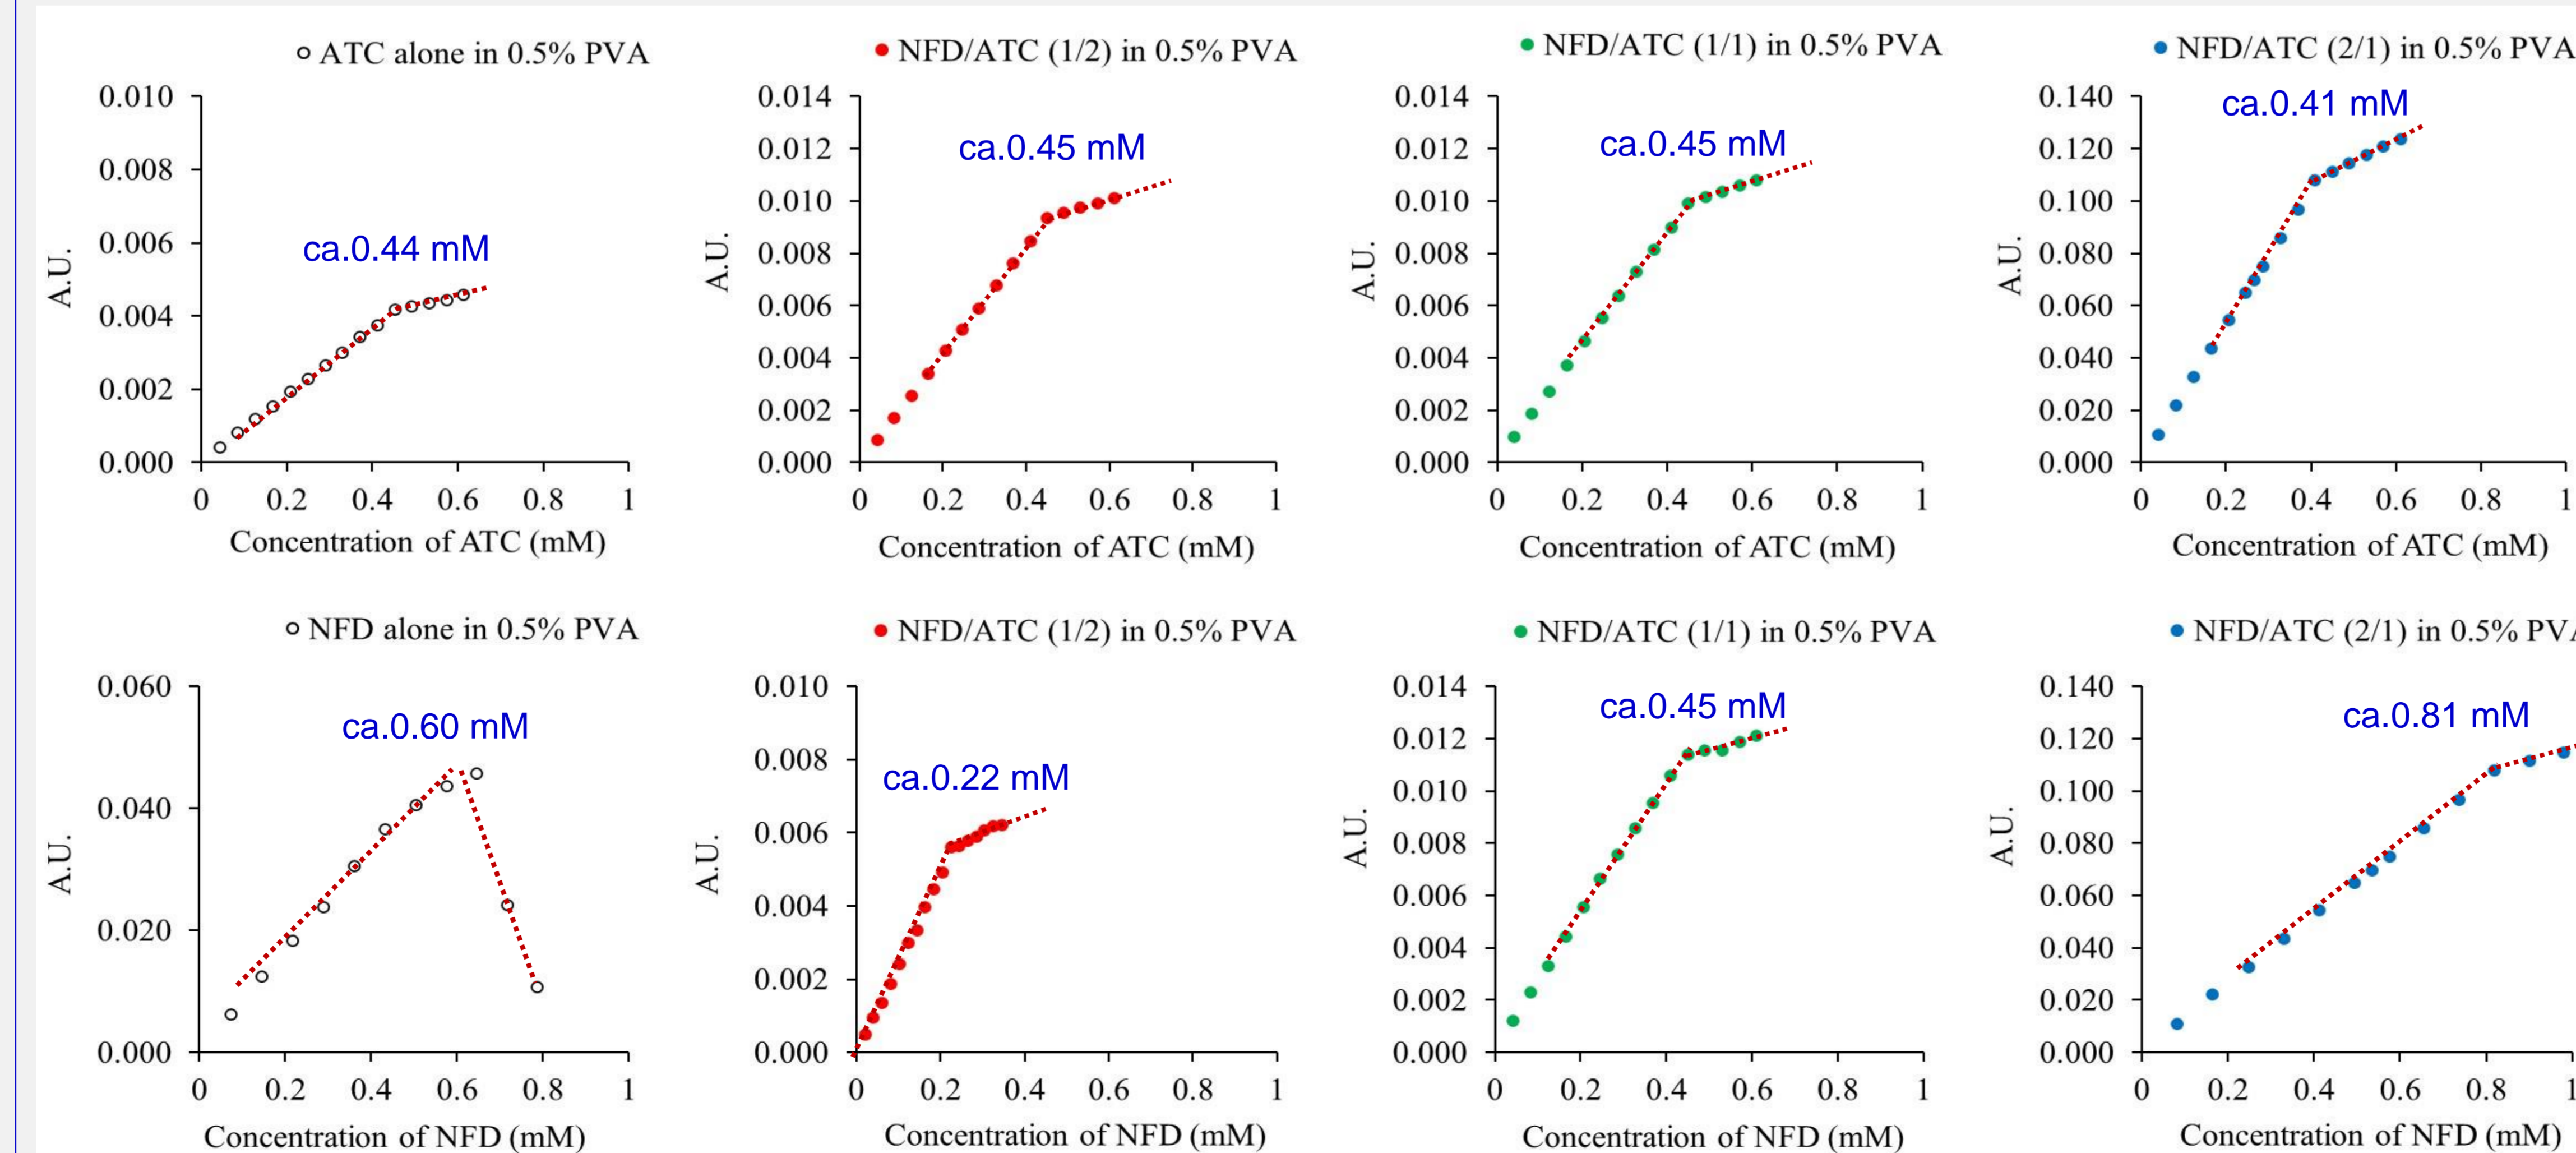 ATC alone in 0.5% PVA
0.010
0.008
0.006
0.004
0.002
0.000
A.U.
ca.0.44 mM
0 0.2 0.4 0.6 0.8 1
Concentration of ATC (mM)
NFD/ATC (1/2) in 0.5% PVA
0.014
0.012
0.010
0.008
0.006
0.004
0.002
0.000
A.U.
ca.0.45 mM
0 0.2 0.4 0.6 0.8 1
Concentration of ATC (mM)
NFD/ATC (1/1) in 0.5% PVA
0.014
0.012
0.010
0.008
0.006
0.004
0.002
0.000
A.U.
ca.0.45 mM
0 0.2 0.4 0.6 0.8 1
Concentration of ATC (mM)
NFD/ATC (2/1) in 0.5% PVA
0.140
0.120
0.100
0.080
0.060
0.040
0.020
0.000
A.U.
ca.0.41 mM
0 0.2 0.4 0.6 0.8 1
Concentration of ATC (mM)
NFD alone in 0.5% PVA
0.060
0.040
0.020
0.000
A.U.
ca.0.60 mM
0 0.2 0.4 0.6 0.8 1
Concentration of NFD (mM)
NFD/ATC (1/2) in 0.5% PVA
0.010
0.008
0.006
0.004
0.002
0.000
A.U.
ca.0.22 mM
0 0.2 0.4 0.6 0.8 1
Concentration of NFD (mM)
NFD/ATC (1/1) in 0.5% PVA
0.014
0.012
0.010
0.008
0.006
0.004
0.002
0.000
A.U.
ca.0.45 mM
0 0.2 0.4 0.6 0.8 1
Concentration of NFD (mM)
NFD/ATC (2/1) in 0.5% PVA
0.140
0.120
0.100
0.080
0.060
0.040
0.020
0.000
A.U.
ca.0.81 mM
0 0.2 0.4 0.6 0.8 1
Concentration of NFD (mM)